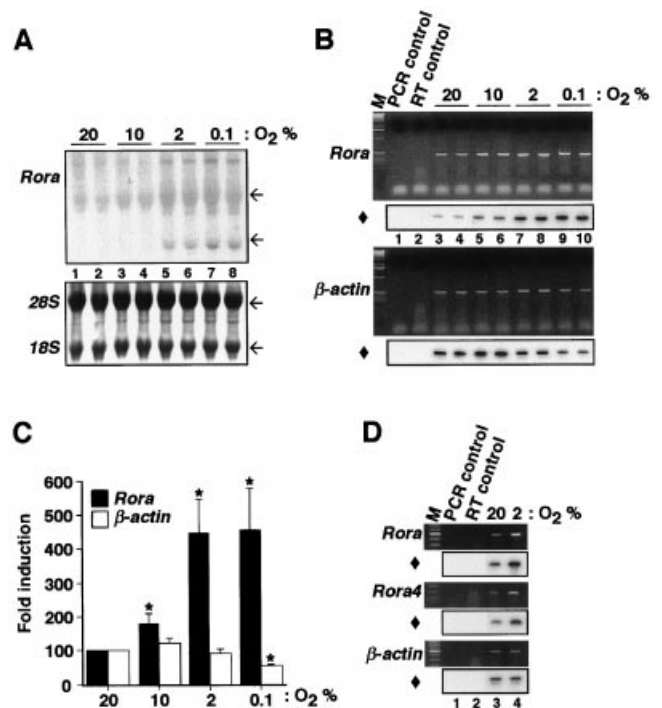 A
20 10 2 0.1 : O2 %
Rora
1 2 3 4 5 6 7 8
28S
18S
B
M PCR control RT control 20 10 2 0.1 : O2 %
Rora
♦
1 2 3 4 5 6 7 8 9 10
β-actin
♦
C
600
500
400
300
200
100
00
Fold induction
Rora
β-actin
★ ★ ★ ★
20 10 2 0.1 : O2 %
D
M PCR control RT control 20 2 : O2 %
Rora
♦
Rora4
♦
β-actin
♦
1 2 3 4